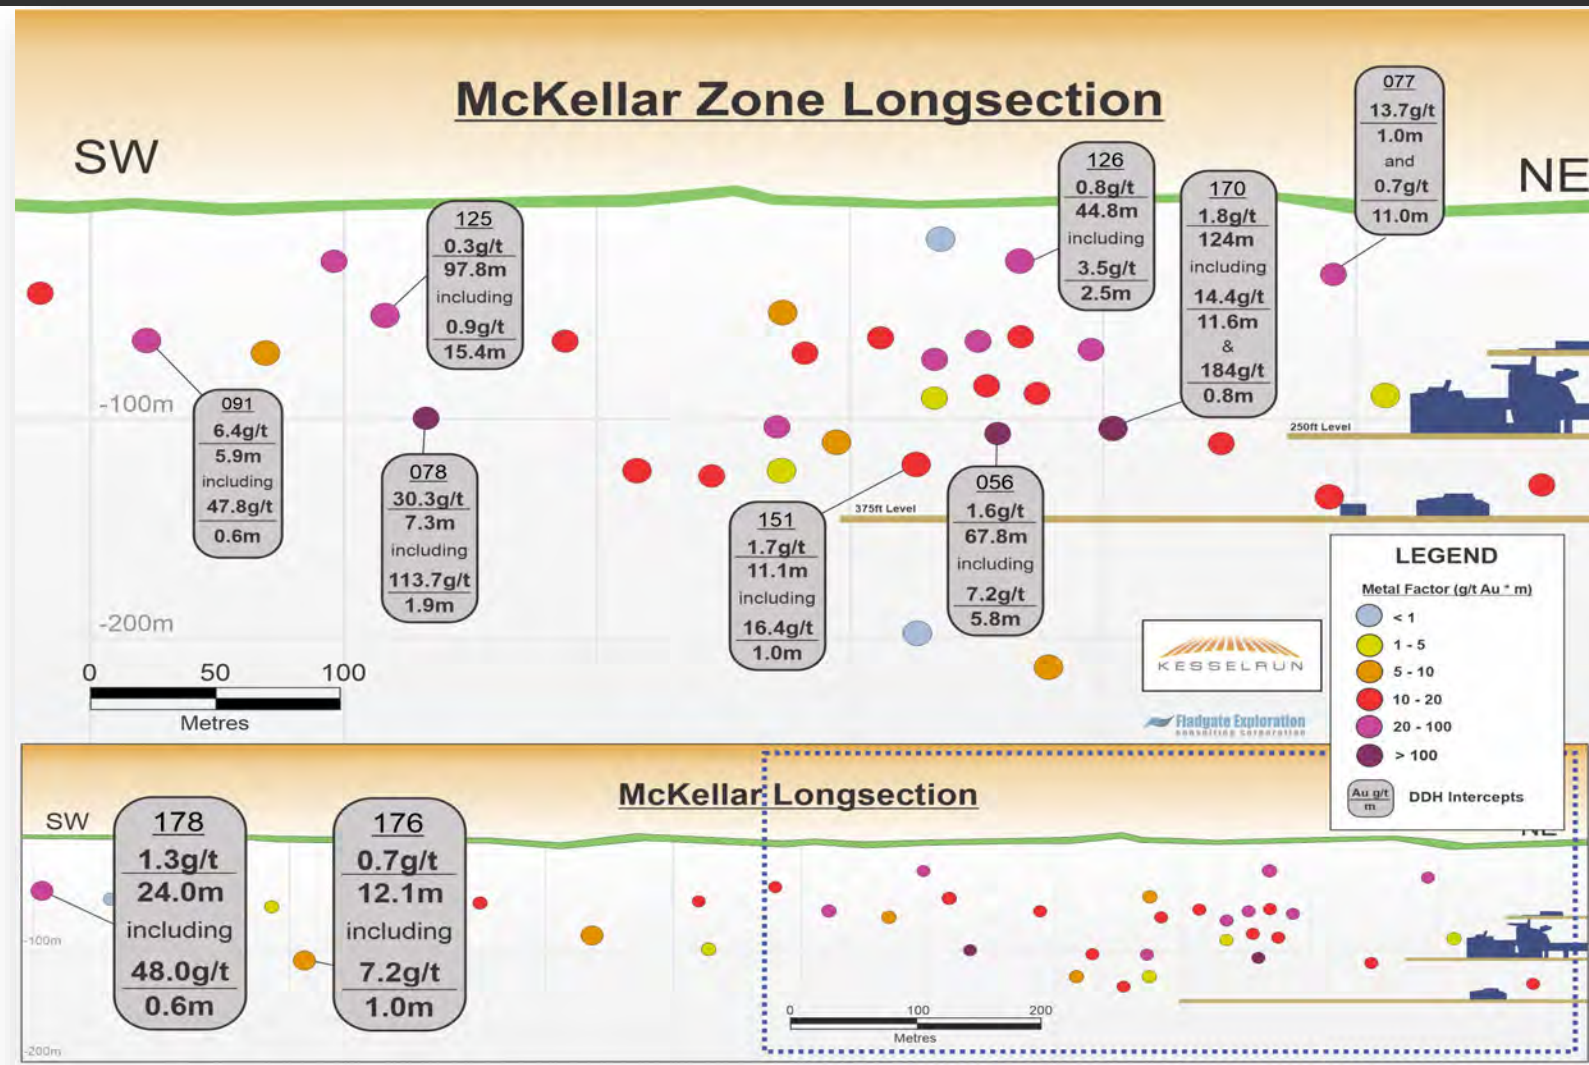 McKellar Zone Longsection
SW
NE
077
13.7g/t
1.0m
and
0.7g/t
11.0m
126
0.8g/t
44.8m
including
3.5g/t
2.5m
170
1.8g/t
124m
including
14.4g/t
11.6m
&
184g/t
0.8m
125
0.3g/t
97.8m
including
0.9g/t
15.4m
-100m
091
6.4g/t
5.9m
including
47.8g/t
0.6m
078
30.3g/t
7.3m
including
113.7g/t
1.9m
250ft Level
375ft Level
151
1.7g/t
11.1m
including
16.4g/t
1.0m
056
1.6g/t
67.8m
including
7.2g/t
5.8m
-200m
0 50 100
Metres
KESSELRUN
Fladgate Exploration
consulting corporation
LEGEND
Metal Factor (g/t Au * m)
< 1
1 - 5
5 - 10
10 - 20
20 - 100
> 100
Au g/t
m
DDH Intercepts
McKellar Longsection
SW
NE
178
1.3g/t
24.0m
including
48.0g/t
0.6m
176
0.7g/t
12.1m
including
7.2g/t
1.0m
-100m
-200m
0 100 200
Metres